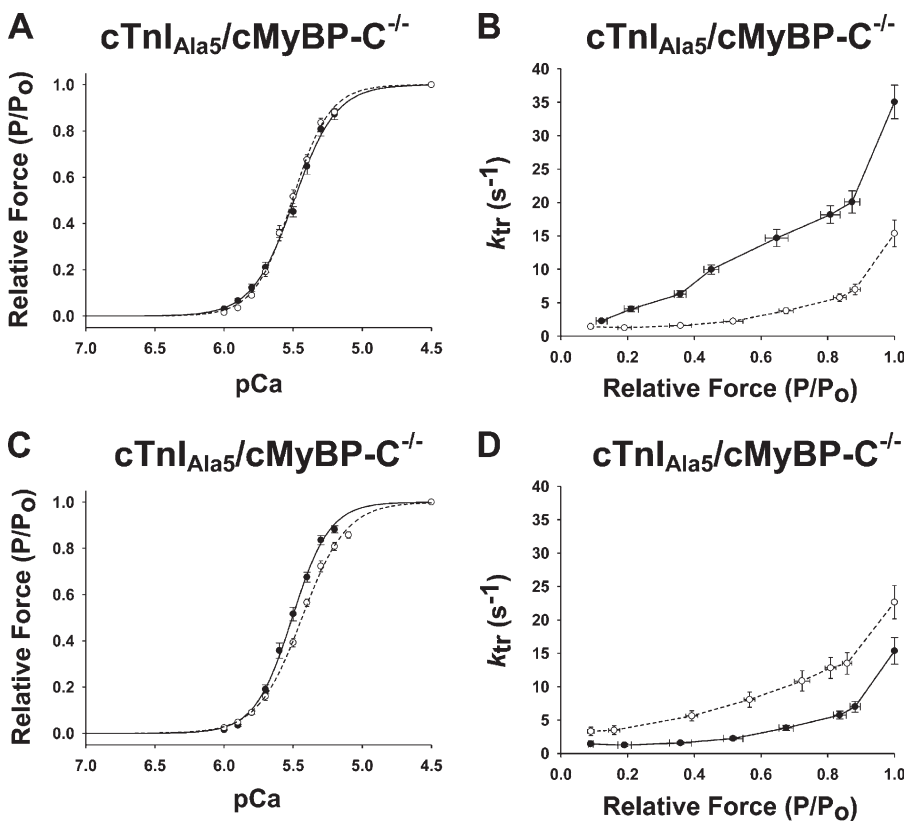 A
cTnI_Ala5/cMyBP-C^-/-
Relative Force (P/Po)
1.0
0.8
0.6
0.4
0.2
0.0
7.0 6.5 6.0 5.5 5.0 4.5
pCa
B
cTnI_Ala5/cMyBP-C^-/-
ktr (s^-1)
40
35
30
25
20
15
10
5
0
0.0 0.2 0.4 0.6 0.8 1.0
Relative Force (P/Po)
C
cTnI_Ala5/cMyBP-C^-/-
Relative Force (P/Po)
1.0
0.8
0.6
0.4
0.2
0.0
7.0 6.5 6.0 5.5 5.0 4.5
pCa
D
cTnI_Ala5/cMyBP-C^-/-
ktr (s^-1)
40
35
30
25
20
15
10
5
0
0.0 0.2 0.4 0.6 0.8 1.0
Relative Force (P/Po)